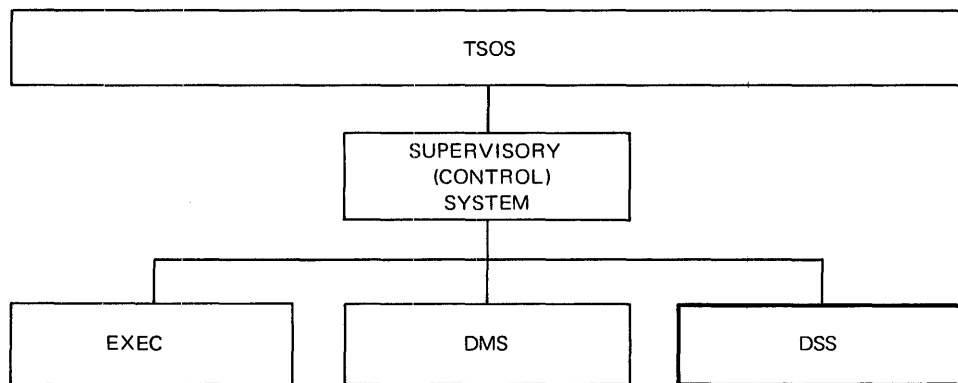 TSOS
SUPERVISORY
(CONTROL)
SYSTEM
EXEC
DMS
DSS